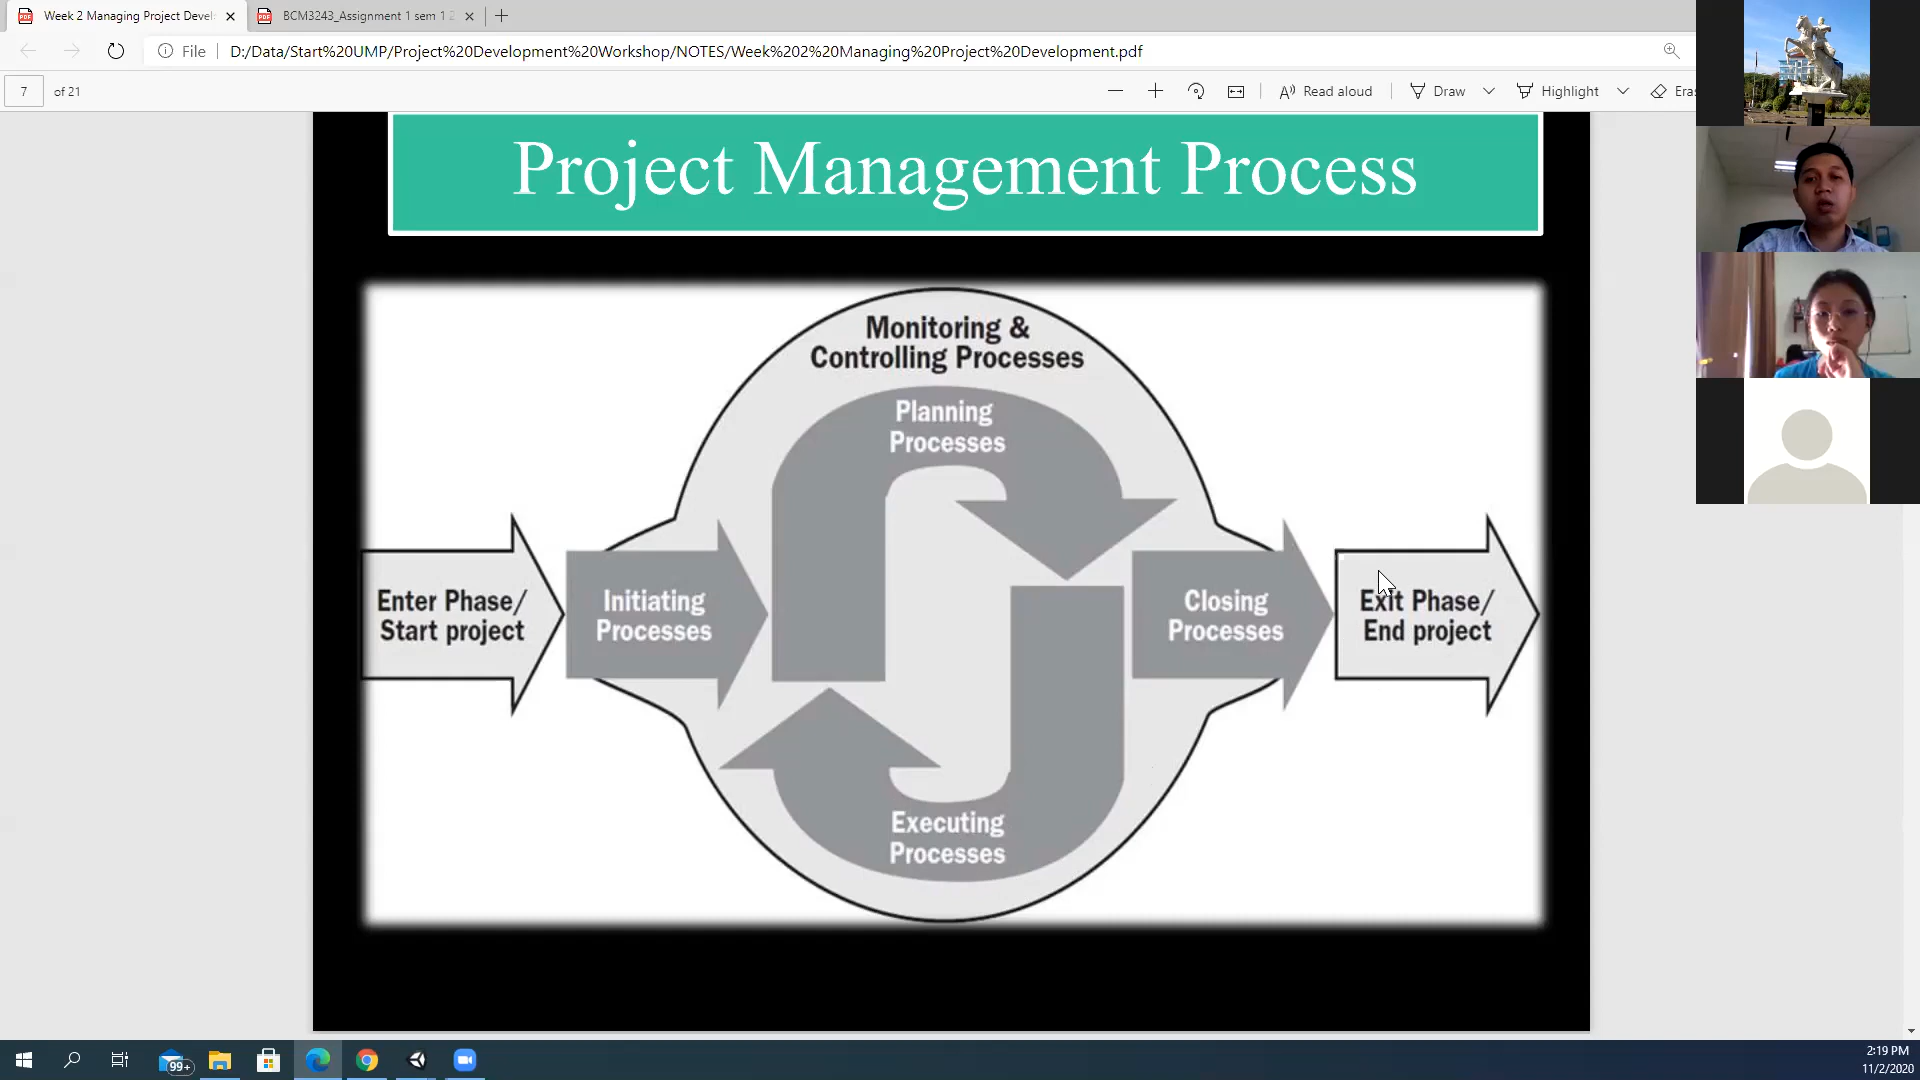 Week 2 Managing Project Devel
BCM3243_Assignment 1 sem 1 2
File
D:/Data/Start%20UMP/Project%20Development%20Workshop/NOTES/Week%202%20Managing%20Project%20Development.pdf
7
of 21
Read aloud
Draw
Highlight
Eras
Project Management Process
Monitoring &
Controlling Processes
Planning
Processes
Enter Phase/
Start project
Initiating
Processes
Closing
Processes
Exit Phase/
End project
Executing
Processes
99+
2:19 PM
11/2/2020